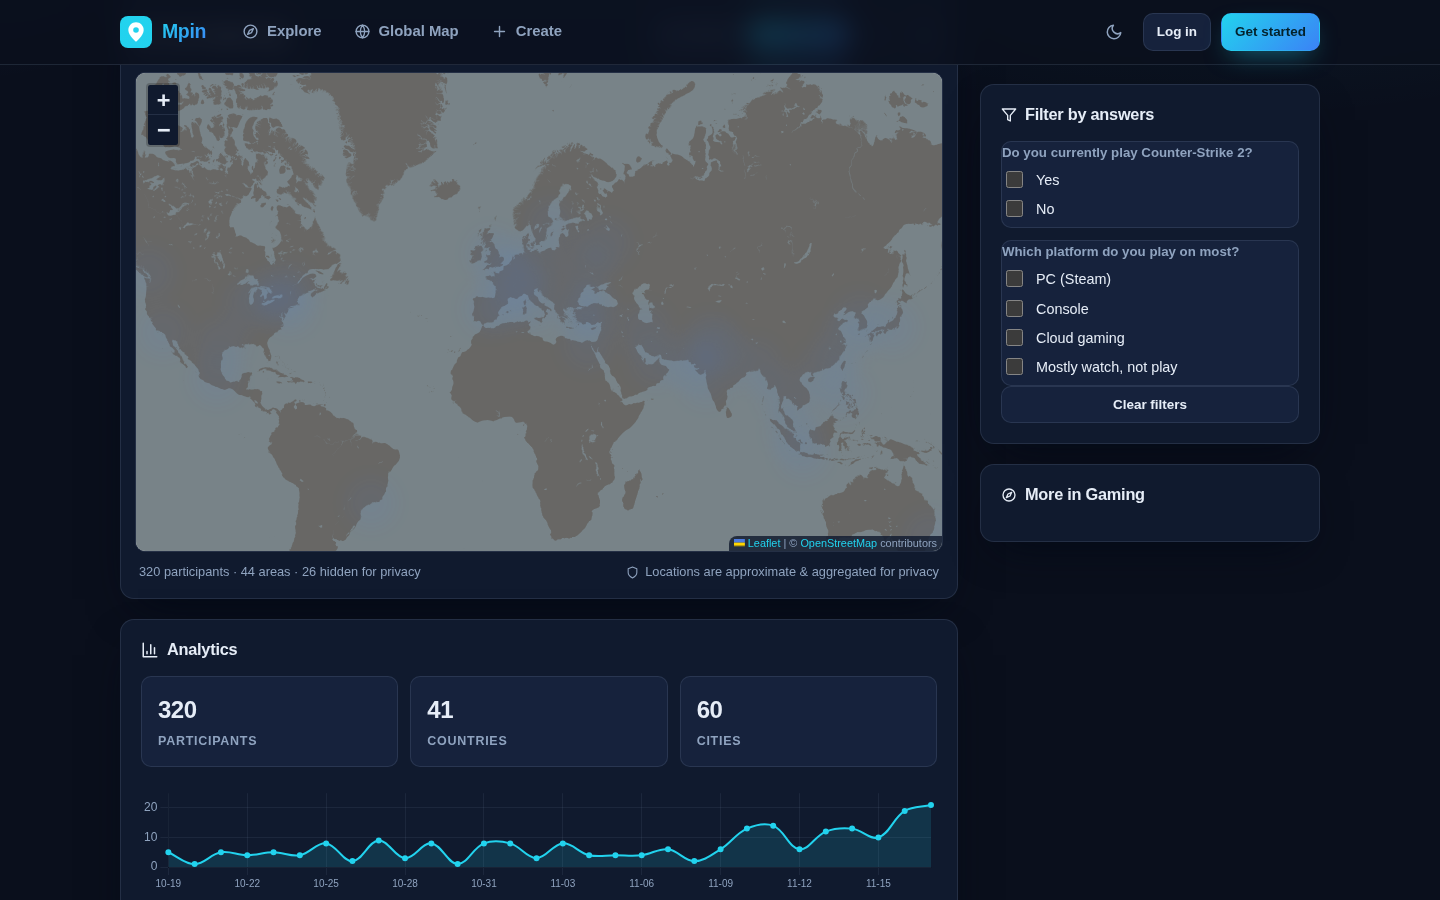 Mpin
Explore
Global Map
Create
Log in
Get started
+
−
Leaflet | © OpenStreetMap contributors
320 participants · 44 areas · 26 hidden for privacy
Locations are approximate & aggregated for privacy
Filter by answers
Do you currently play Counter-Strike 2?
Yes
No
Which platform do you play on most?
PC (Steam)
Console
Cloud gaming
Mostly watch, not play
Clear filters
More in Gaming
Analytics
320
PARTICIPANTS
41
COUNTRIES
60
CITIES
20
10
0
10-19 10-22 10-25 10-28 10-31 11-03 11-06 11-09 11-12 11-15